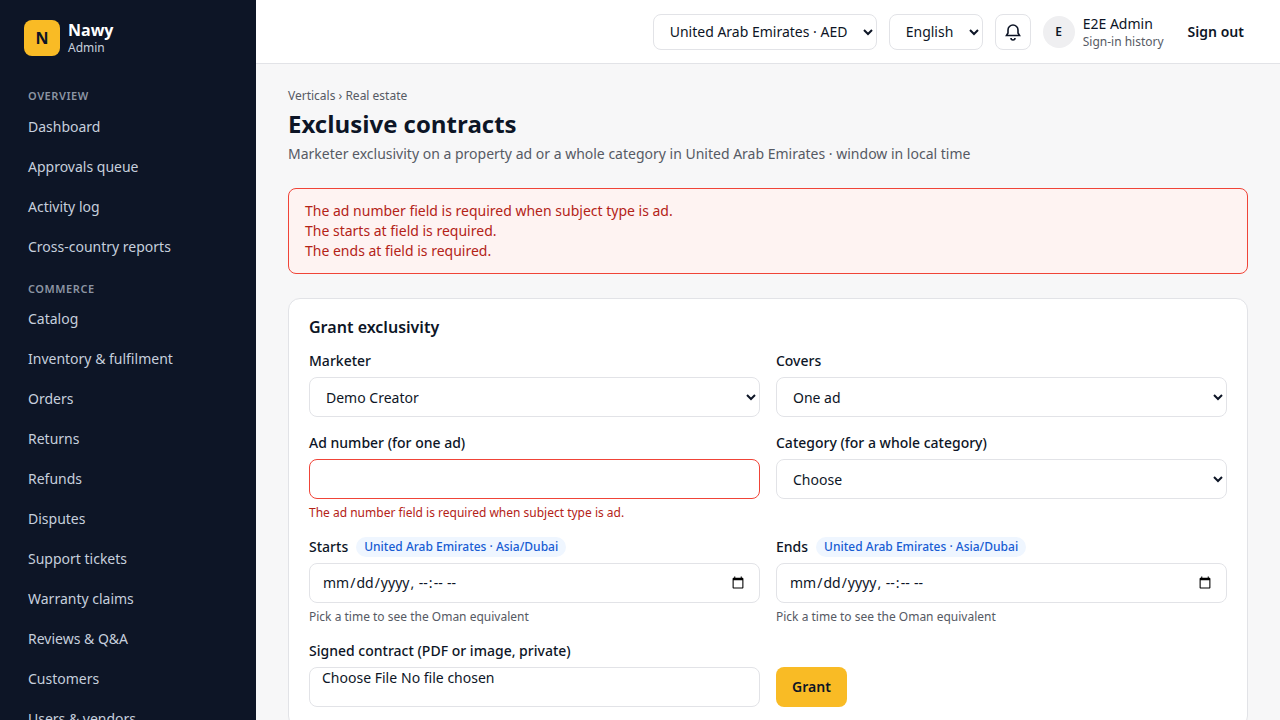 N
Nawy
Admin
OVERVIEW
Dashboard
Approvals queue
Activity log
Cross-country reports
COMMERCE
Catalog
Inventory & fulfilment
Orders
Returns
Refunds
Disputes
Support tickets
Warranty claims
Reviews & Q&A
Customers
Users & vendors
United Arab Emirates · AED
English
E
E2E Admin
Sign-in history
Sign out
Verticals › Real estate
Exclusive contracts
Marketer exclusivity on a property ad or a whole category in United Arab Emirates · window in local time
The ad number field is required when subject type is ad.
The starts at field is required.
The ends at field is required.
Grant exclusivity
Marketer
Demo Creator
Covers
One ad
Ad number (for one ad)
The ad number field is required when subject type is ad.
Category (for a whole category)
Choose
Starts United Arab Emirates · Asia/Dubai
mm/dd/yyyy, --:-- --
Pick a time to see the Oman equivalent
Ends United Arab Emirates · Asia/Dubai
mm/dd/yyyy, --:-- --
Pick a time to see the Oman equivalent
Signed contract (PDF or image, private)
Choose File No file chosen
Grant